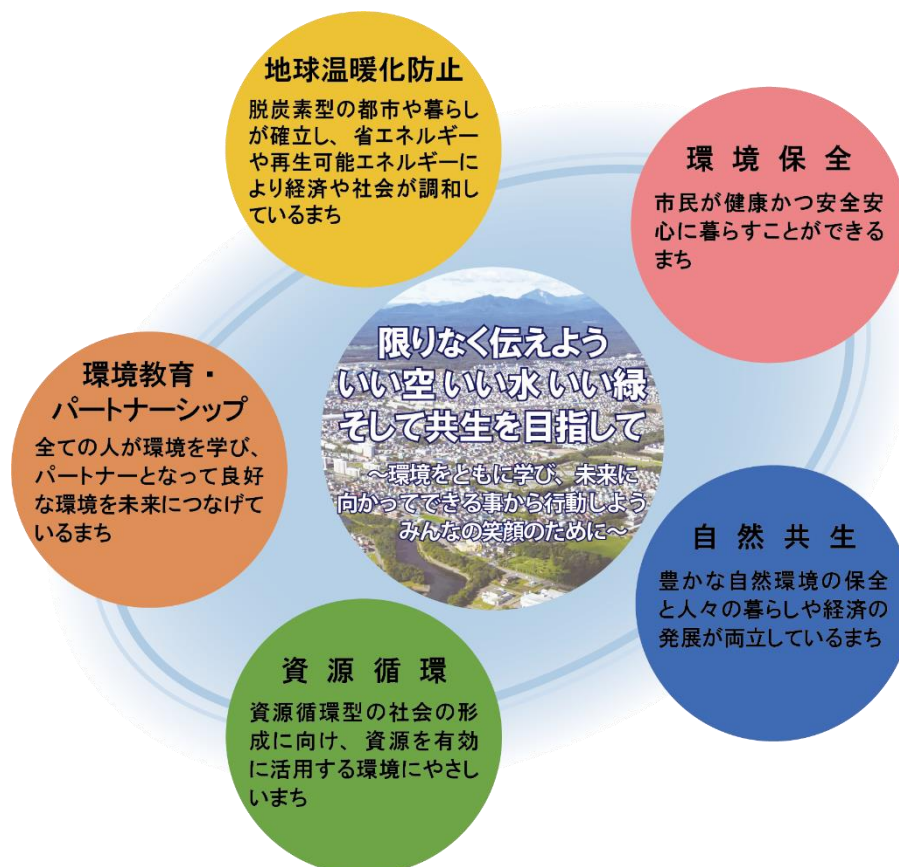 地球温暖化防止
脱炭素型の都市や暮らし
が確立し、省エネルギー
や再生可能エネルギーに
より経済や社会が調和し
ているまち
環境保全
市民が健康かつ安全安
心に暮らすことができる
まち
限りなく伝えよう
いい空 いい水 いい緑
そして共生を目指して
～環境をともに学び、未来に
向かってできる事から行動しよう
みんなの笑顔のために～
環境教育・
パートナーシップ
全ての人が環境を学び、
パートナーとなって良好
な環境を未来につなげて
いるまち
自然共生
豊かな自然環境の保全
と人々の暮らしや経済の
発展が両立しているまち
資源循環
資源循環型の社会の形
成に向け、資源を有効
に活用する環境にやさし
いまち